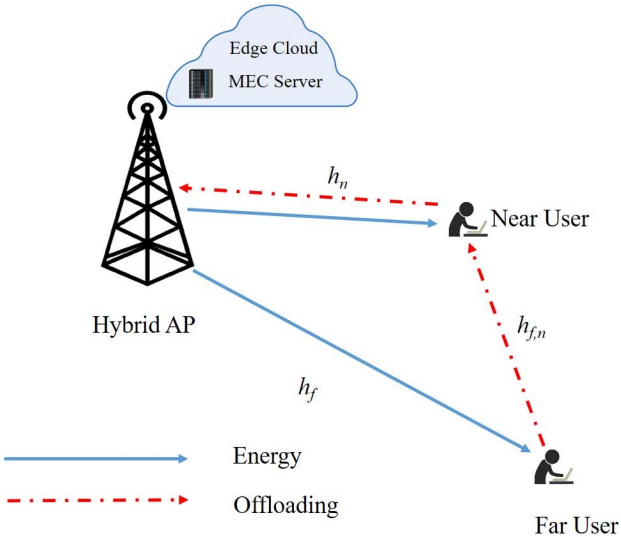 Edge Cloud
MEC Server
h_n
Near User
Hybrid AP
h_{f,n}
h_f
Energy
Offloading
Far User